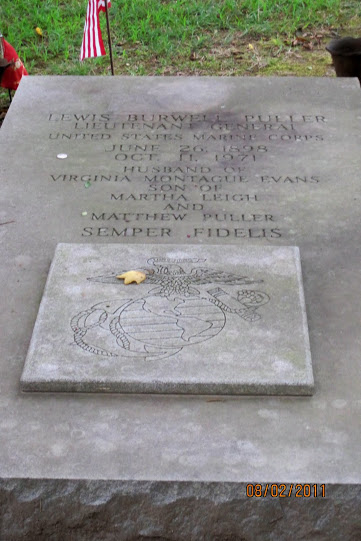 LEWIS BURWELL PULLER
LIEUTENANT GENERAL
UNITED STATES MARINE CORPS
JUNE 26, 1898
OCT. 11, 1971
HUSBAND OF
VIRGINIA MONTAGUE EVANS
SON OF
MARTHA LEIGH
AND
MATTHEW PULLER
SEMPER FIDELIS
08/02/2011